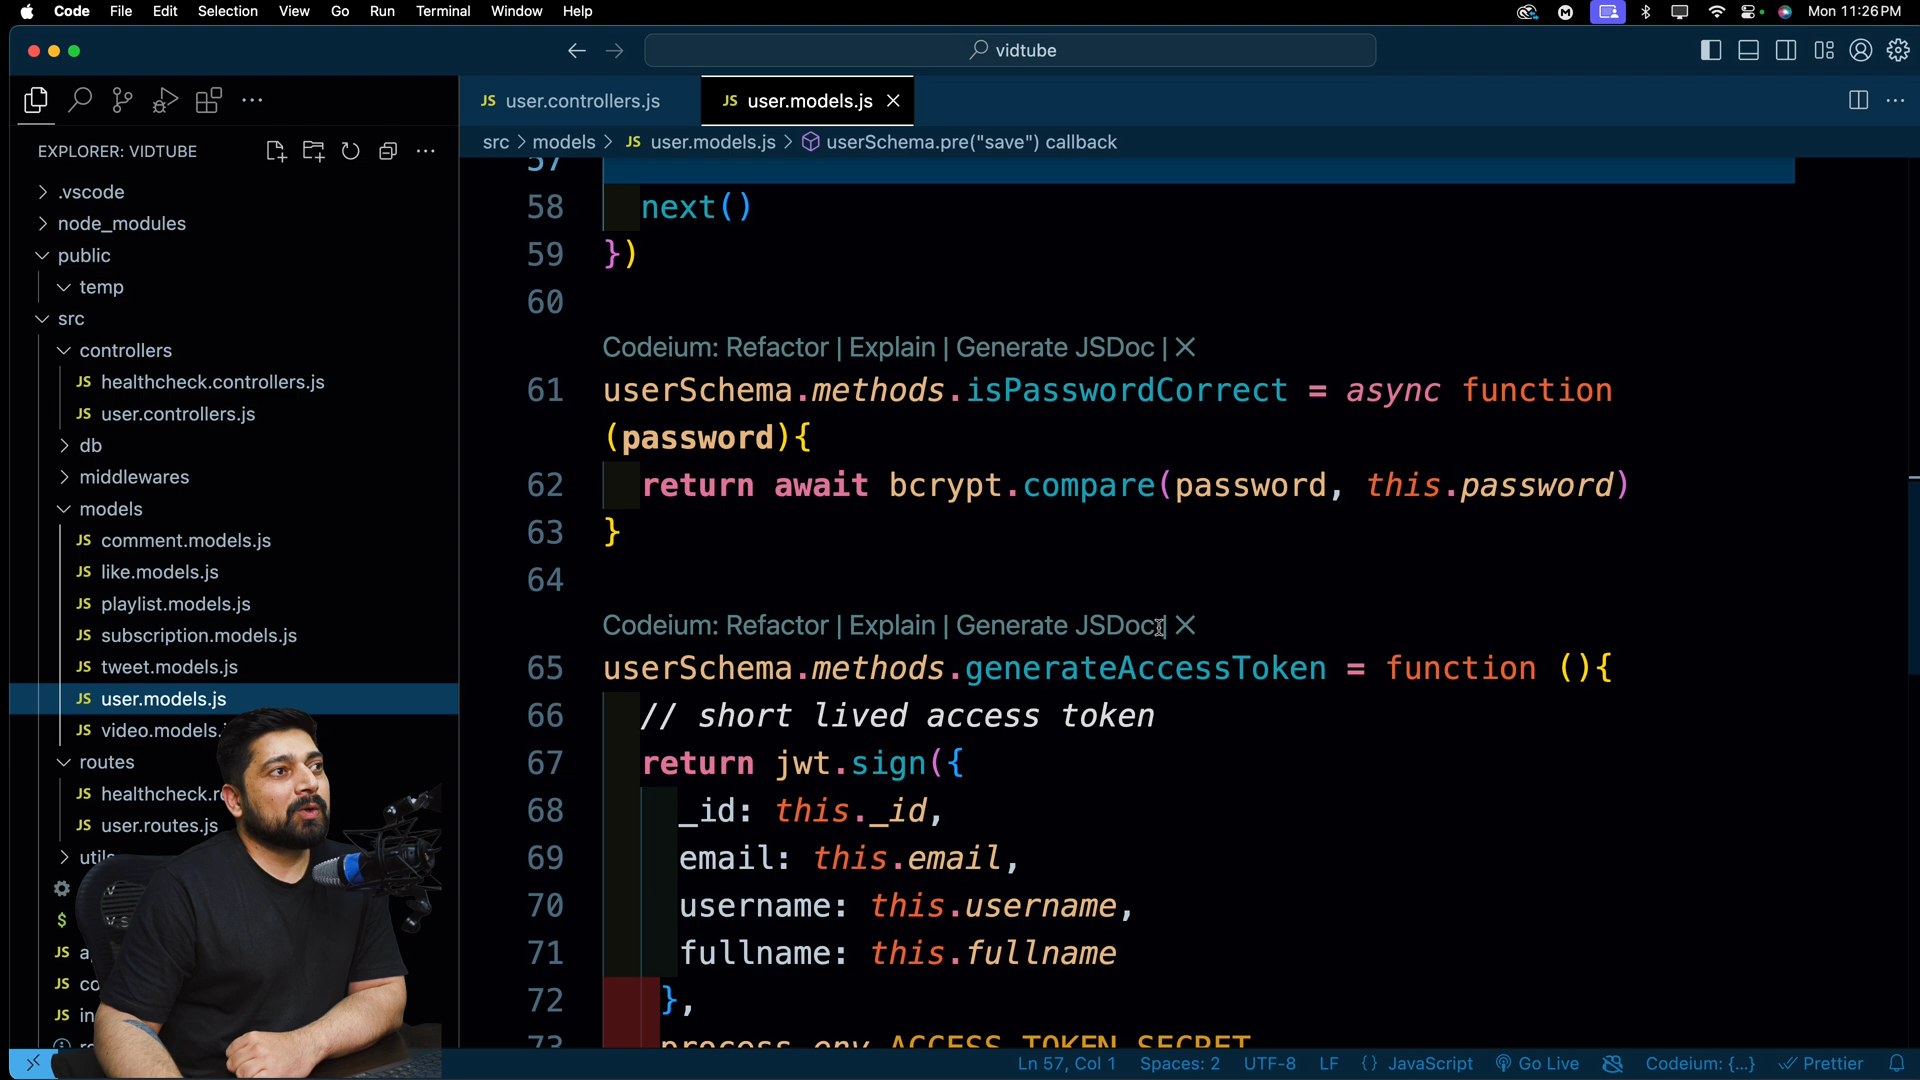 Code File Edit Selection View Go Run Terminal Window Help Mon 11:26 PM
vidtube
JS user.controllers.js JS user.models.js
src > models > JS user.models.js > userSchema.pre("save") callback
EXPLORER: VIDTUBE
.vscode
node_modules
public
temp
src
controllers
JS healthcheck.controllers.js
JS user.controllers.js
db
middlewares
models
JS comment.models.js
JS like.models.js
JS playlist.models.js
JS subscription.models.js
JS tweet.models.js
JS user.models.js
JS video.models.
routes
JS healthcheck.r
JS user.routes.js
$
JS
JS
JS in
57
58 next()
59 })
60
Codeium: Refactor | Explain | Generate JSDoc | ×
61 userSchema.methods.isPasswordCorrect = async function
(password){
62 return await bcrypt.compare(password, this.password)
63 }
64
Codeium: Refactor | Explain | Generate JSDoc | ×
65 userSchema.methods.generateAccessToken = function (){
66 // short lived access token
67 return jwt.sign({
68 _id: this._id,
69 email: this.email,
70 username: this.username,
71 fullname: this.fullname
72 },
73 process.env.ACCESS_TOKEN_SECRET
Ln 57, Col 1 Spaces: 2 UTF-8 LF {} JavaScript Go Live Codeium: {...} Prettier